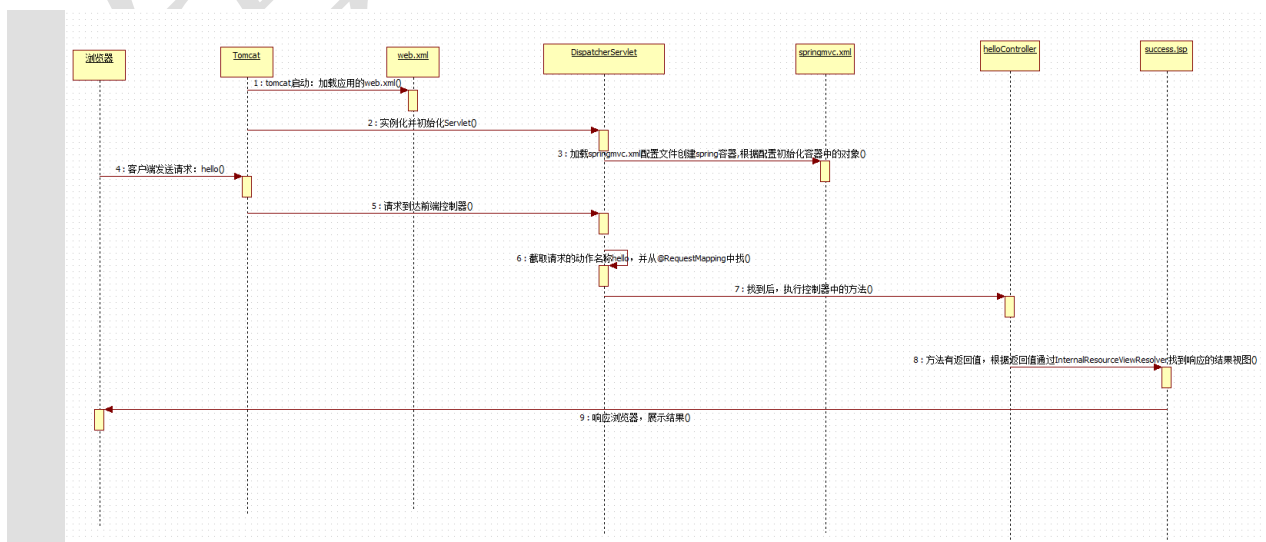 浏览器
Tomcat
web.xml
DispatcherServlet
springmvc.xml
helloController
success.jsp
1 : tomcat启动：加载应用的web.xml()
2 : 实例化并初始化Servlet()
3 : 加载springmvc.xml配置文件创建spring容器,根据配置初始化容器中的对象()
4 : 客户端发送请求：hello()
5 : 请求到达前端控制器()
6 : 截取请求的动作名称hello，并从@RequestMapping中找()
7 : 找到后，执行控制器中的方法()
8 : 方法有返回值，根据返回值通过InternalResourceViewResolver,找到响应的结果视图()
9 : 响应浏览器，展示结果()